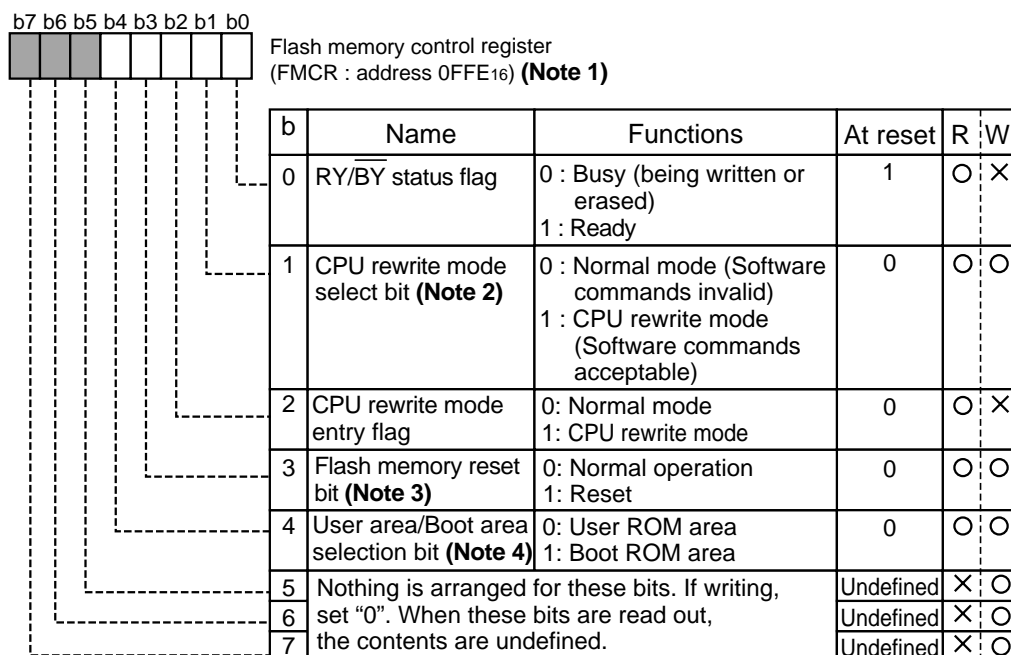 b7 b6 b5 b4 b3 b2 b1 b0
Flash memory control register
(FMCR : address 0FFE16) (Note 1)
b Name Functions At reset R W
0 RY/BY status flag 0 : Busy (being written or 1 O ×
erased)
1 : Ready
1 CPU rewrite mode 0 : Normal mode (Software 0 O O
select bit (Note 2) commands invalid)
1 : CPU rewrite mode
(Software commands
acceptable)
2 CPU rewrite mode 0: Normal mode 0 O ×
entry flag 1: CPU rewrite mode
3 Flash memory reset 0: Normal operation 0 O O
bit (Note 3) 1: Reset
4 User area/Boot area 0: User ROM area 0 O O
selection bit (Note 4) 1: Boot ROM area
5 Nothing is arranged for these bits. If writing, Undefined × O
6 set “0”. When these bits are read out, Undefined × O
7 the contents are undefined. Undefined × O